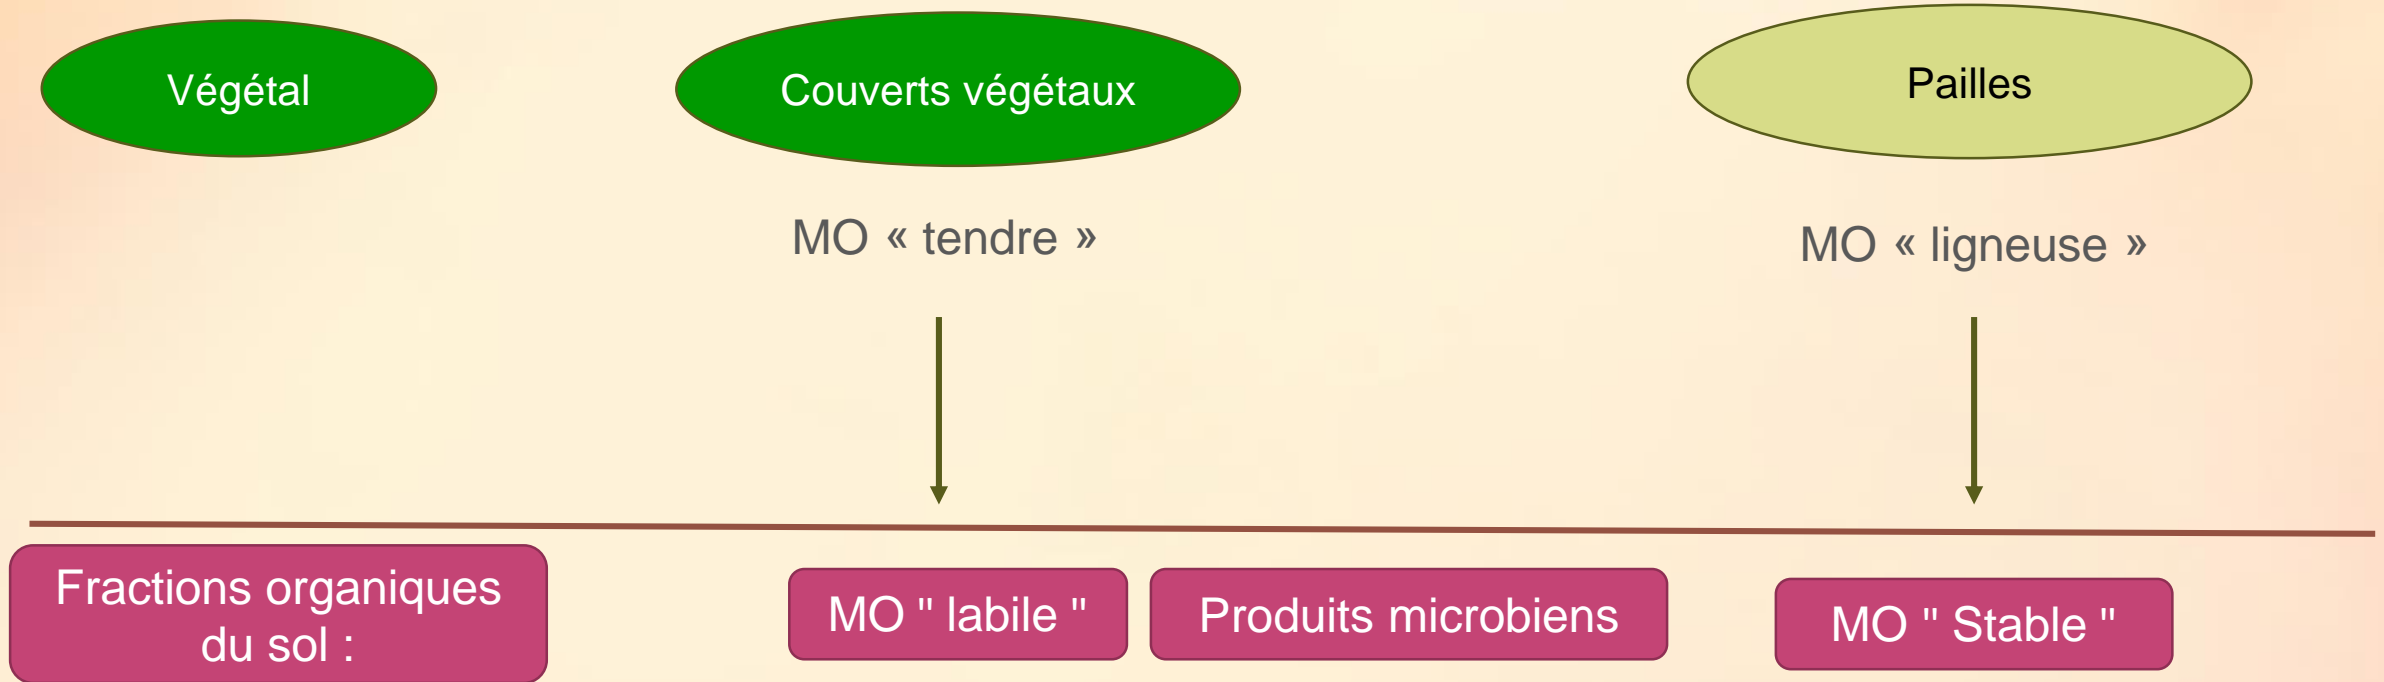 Végétal
Couverts végétaux
Pailles
MO « tendre »
MO « ligneuse »
Fractions organiques
du sol :
MO " labile "
Produits microbiens
MO " Stable "